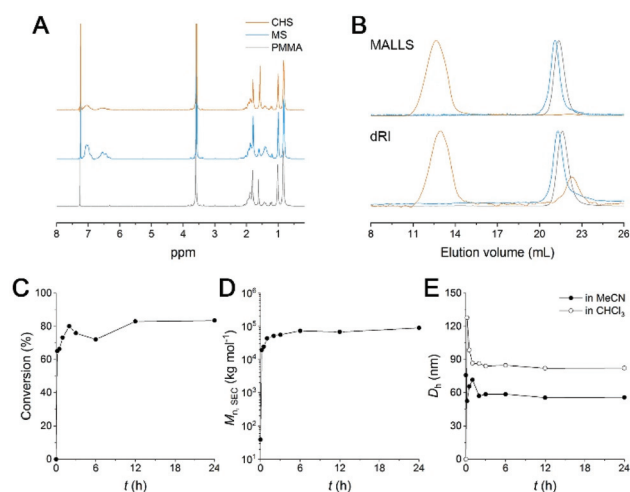 A
CHS
MS
PMMA
8 7 6 5 4 3 2 1
ppm
B
MALLS
dRI
8 11 14 17 20 23 26
Elution volume (mL)
C
100
80
60
40
20
0
Conversion (%)
0 6 12 18 24
t (h)
D
10⁶
10⁵
10⁴
10³
10²
10¹
Mn, SEC (kg mol⁻¹)
0 6 12 18 24
t (h)
E
in MeCN
in CHCl₃
150
120
90
60
30
0
Dh (nm)
0 6 12 18 24
t (h)